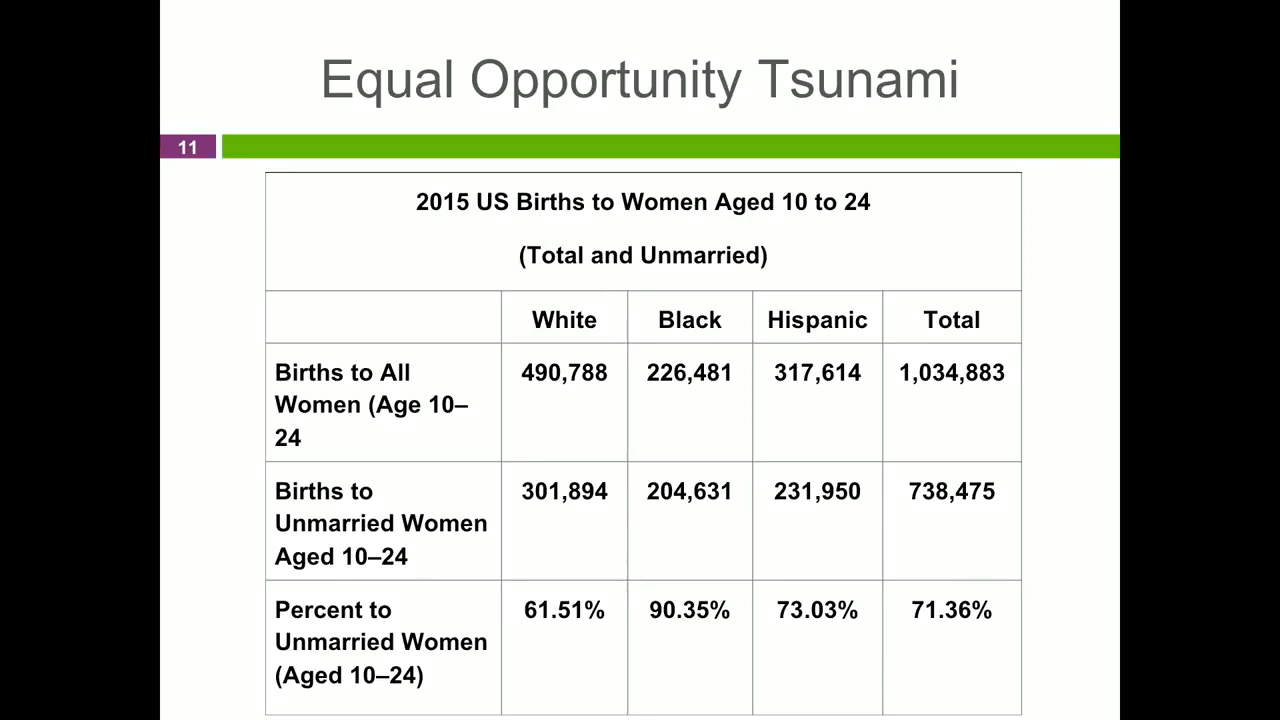 Equal Opportunity Tsunami
11
2015 US Births to Women Aged 10 to 24
(Total and Unmarried)
White Black Hispanic Total
Births to All 490,788 226,481 317,614 1,034,883
Women (Age 10–
24
Births to 301,894 204,631 231,950 738,475
Unmarried Women
Aged 10–24
Percent to 61.51% 90.35% 73.03% 71.36%
Unmarried Women
(Aged 10–24)